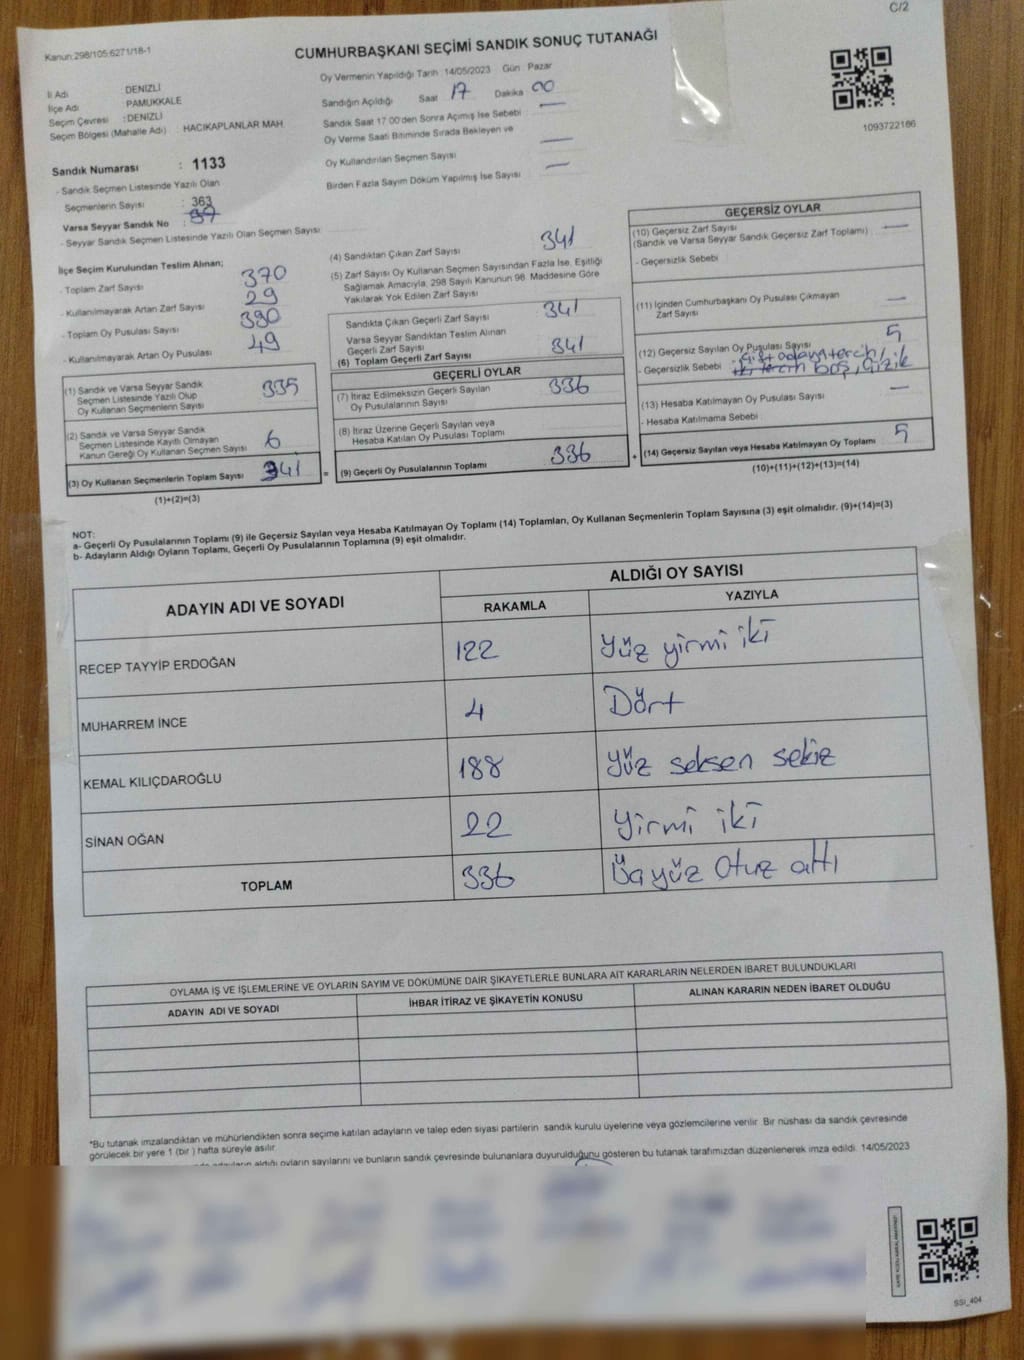 C/2
Kanun:298/105:6271/18-1
CUMHURBAŞKANI SEÇİMİ SANDIK SONUÇ TUTANAĞI
İl Adı DENİZLİ
İlçe Adı PAMUKKALE
Seçim Çevresi : DENİZLİ
Seçim Bölgesi (Mahalle Adı) : HACIKAPLANLAR MAH.
Oy Vermenin Yapıldığı Tarih 14/05/2023 Gün Pazar
Sandığın Açıldığı Saat 17 Dakika 00
Sandık Saat 17:00'den Sonra Açımış İse Sebebi —
Oy Verme Saati Bitiminde Sırada Bekleyen ve
Oy Kullandırılan Seçmen Sayısı —
Birden Fazla Sayım Döküm Yapılmış İse Sayısı —
1093722166
Sandık Numarası : 1133
- Sandık Seçmen Listesinde Yazılı Olan
Seçmenlerin Sayısı : 363
Varsa Seyyar Sandık No :
- Seyyar Sandık Seçmen Listesinde Yazılı Olan Seçmen Sayısı:
İlçe Seçim Kurulundan Teslim Alınan;
- Toplam Zarf Sayısı 370
- Kullanılmayarak Artan Zarf Sayısı 29
- Toplam Oy Pusulası Sayısı 390
- Kullanılmayarak Artan Oy Pusulası 49
(1) Sandık ve Varsa Seyyar Sandık
Seçmen Listesinde Yazılı Olup
Oy Kullanan Seçmenlerin Sayısı 335
(2) Sandık ve Varsa Seyyar Sandık
Seçmen Listesinde Kayıtlı Olmayan
Kanun Gereği Oy Kullanan Seçmen Sayısı 6
(3) Oy Kullanan Seçmenlerin Toplam Sayısı 341 =
(1)+(2)=(3)
(4) Sandıktan Çıkan Zarf Sayısı 341
(5) Zarf Sayısı Oy Kullanan Seçmen Sayısından Fazla İse, Eşitliği
Sağlamak Amacıyla, 298 Sayılı Kanunun 98. Maddesine Göre
Yakılarak Yok Edilen Zarf Sayısı
Sandıkta Çıkan Geçerli Zarf Sayısı 341
Varsa Seyyar Sandıktan Teslim Alınan
Geçerli Zarf Sayısı
(6) Toplam Geçerli Zarf Sayısı 341
GEÇERLİ OYLAR
(7) İtiraz Edilmeksizin Geçerli Sayılan
Oy Pusulalarının Sayısı 336
(8) İtiraz Üzerine Geçerli Sayılan veya
Hesaba Katılan Oy Pusulası Toplamı
(9) Geçerli Oy Pusulalarının Toplamı 336 +
GEÇERSİZ OYLAR
(10) Geçersiz Zarf Sayısı —
(Sandık ve Varsa Seyyar Sandık Geçersiz Zarf Toplamı)
- Geçersizlik Sebebi
(11) İçinden Cumhurbaşkanı Oy Pusulası Çıkmayan
Zarf Sayısı —
(12) Geçersiz Sayılan Oy Pusulası Sayısı 5
- Geçersizlik Sebebi boş, çizik
(13) Hesaba Katılmayan Oy Pusulası Sayısı —
- Hesaba Katılmama Sebebi
(14) Geçersiz Sayılan veya Hesaba Katılmayan Oy Toplamı 5
(10)+(11)+(12)+(13)=(14)
NOT:
a- Geçerli Oy Pusulalarının Toplamı (9) ile Geçersiz Sayılan veya Hesaba Katılmayan Oy Toplamı (14) Toplamları, Oy Kullanan Seçmenlerin Toplam Sayısına (3) eşit olmalıdır. (9)+(14)=(3)
b- Adayların Aldığı Oyların Toplamı, Geçerli Oy Pusulalarının Toplamına (9) eşit olmalıdır.
ADAYIN ADI VE SOYADI ALDIĞI OY SAYISI
RAKAMLA YAZIYLA
RECEP TAYYİP ERDOĞAN 122 Yüz yirmi iki
MUHARREM İNCE 4 Dört
KEMAL KILIÇDAROĞLU 188 Yüz seksen sekiz
SİNAN OĞAN 22 Yirmi iki
TOPLAM 336 Üçyüz Otuz altı
OYLAMA İŞ VE İŞLEMLERİNE VE OYLARIN SAYIM VE DÖKÜMÜNE DAİR ŞİKAYETLERLE BUNLARA AİT KARARLARIN NELERDEN İBARET BULUNDUKLARI
ADAYIN ADI VE SOYADI İHBAR İTİRAZ VE ŞİKAYETİN KONUSU ALINAN KARARIN NEDEN İBARET OLDUĞU
*Bu tutanak imzalandıktan ve mühürlendikten sonra seçime katılan adayların ve talep eden siyasi partilerin sandık kurulu üyelerine veya gözlemcilerine verilir. Bir nüshası da sandık çevresinde
görülecek bir yere 1 (bir) hafta süreyle asılır.
adayların aldığı oyların sayılarını ve bunların sandık çevresinde bulunanlara duyurulduğunu gösteren bu tutanak tarafımızdan düzenlenerek imza edildi. 14/05/2023
SSI_404